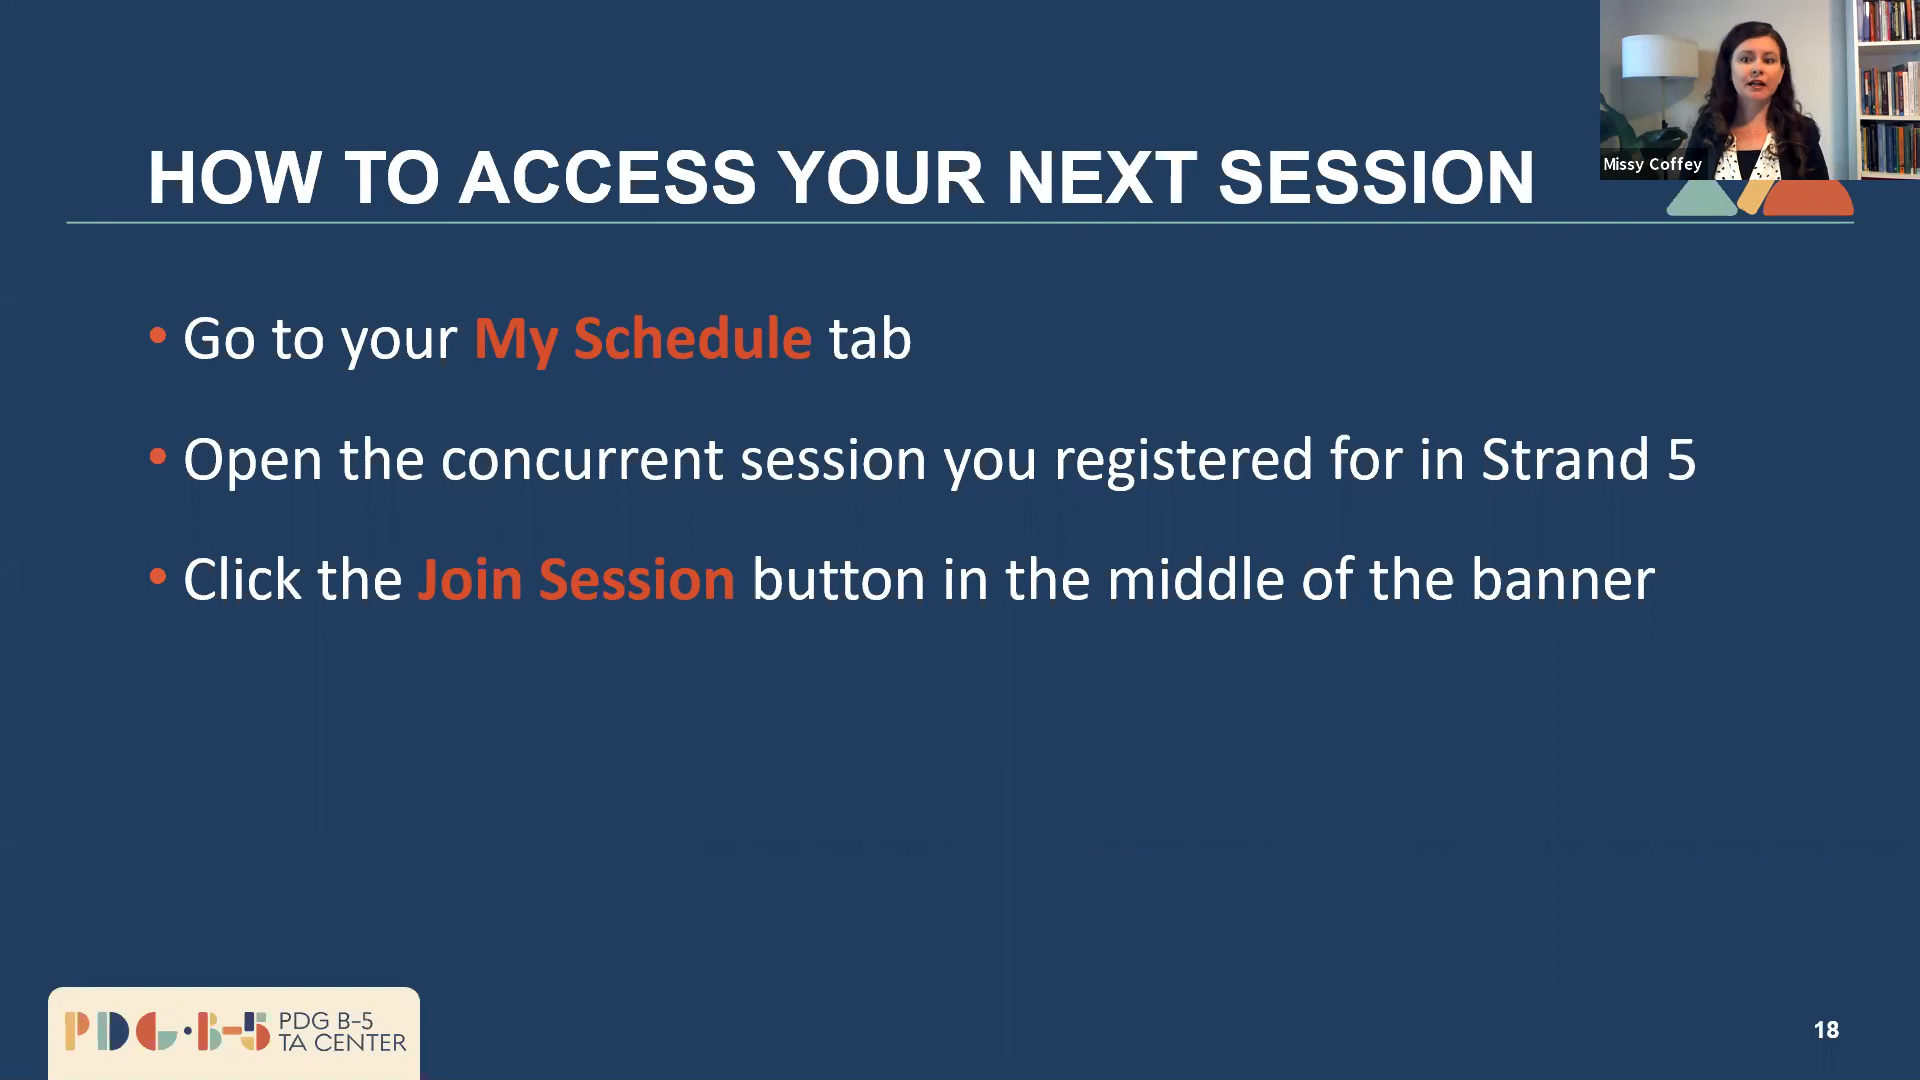 Missy Coffey
HOW TO ACCESS YOUR NEXT SESSION
• Go to your My Schedule tab
• Open the concurrent session you registered for in Strand 5
• Click the Join Session button in the middle of the banner
PDG·B-5
PDG B-5
TA CENTER
18